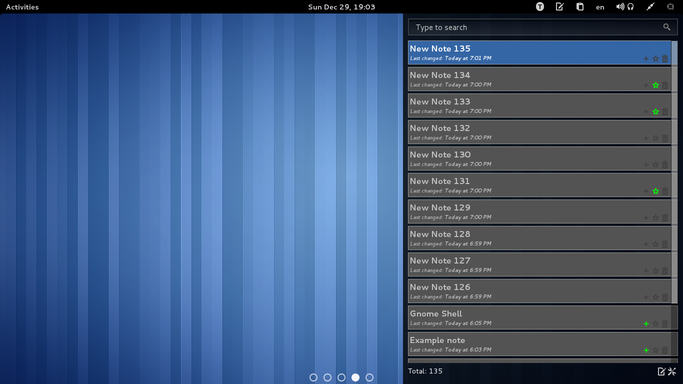 Activities
Sun Dec 29, 19:03
en
Type to search
New Note 135
Last changed: Today at 7:01 PM
New Note 134
Last changed: Today at 7:00 PM
New Note 133
Last changed: Today at 7:00 PM
New Note 132
Last changed: Today at 7:00 PM
New Note 130
Last changed: Today at 7:00 PM
New Note 131
Last changed: Today at 7:00 PM
New Note 129
Last changed: Today at 7:00 PM
New Note 128
Last changed: Today at 6:59 PM
New Note 127
Last changed: Today at 6:59 PM
New Note 126
Last changed: Today at 6:59 PM
Gnome Shell
Last changed: Today at 6:05 PM
Example note
Last changed: Today at 6:03 PM
Total: 135